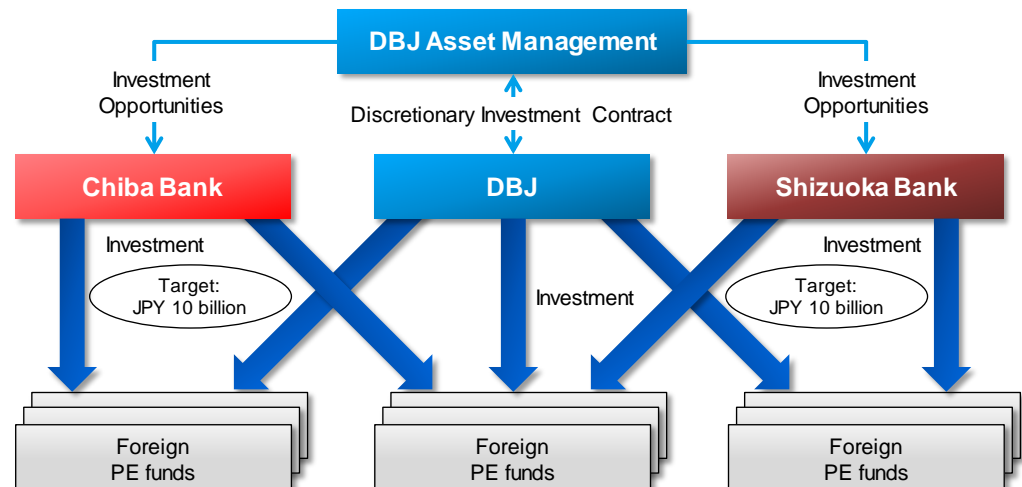 DBJ Asset Management
Investment
Opportunities
Discretionary Investment Contract
Investment
Opportunities
Chiba Bank
DBJ
Shizuoka Bank
Investment
Target:
JPY 10 billion
Investment
Investment
Target:
JPY 10 billion
Foreign
PE funds
Foreign
PE funds
Foreign
PE funds